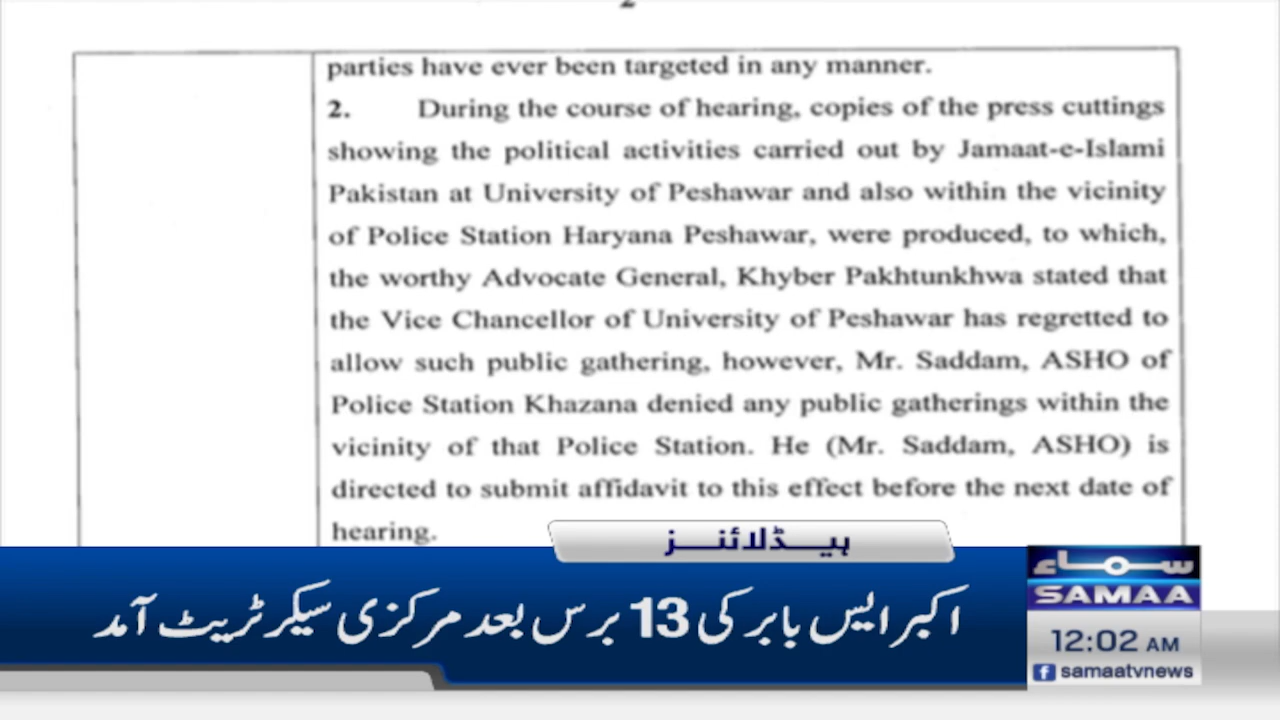 parties have ever been targeted in any manner.
2. During the course of hearing, copies of the press cuttings
showing the political activities carried out by Jamaat-e-Islami
Pakistan at University of Peshawar and also within the vicinity
of Police Station Haryana Peshawar, were produced, to which,
the worthy Advocate General, Khyber Pakhtunkhwa stated that
the Vice Chancellor of University of Peshawar has regretted to
allow such public gathering, however, Mr. Saddam, ASHO of
Police Station Khazana denied any public gatherings within the
vicinity of that Police Station. He (Mr. Saddam, ASHO) is
directed to submit affidavit to this effect before the next date of
hearing.
ہیڈلائنز
اکبر ایس بابر کی 13 برس بعد مرکزی سیکرٹریٹ آمد
سماء
SAMAA
12:02 AM
samaatvnews